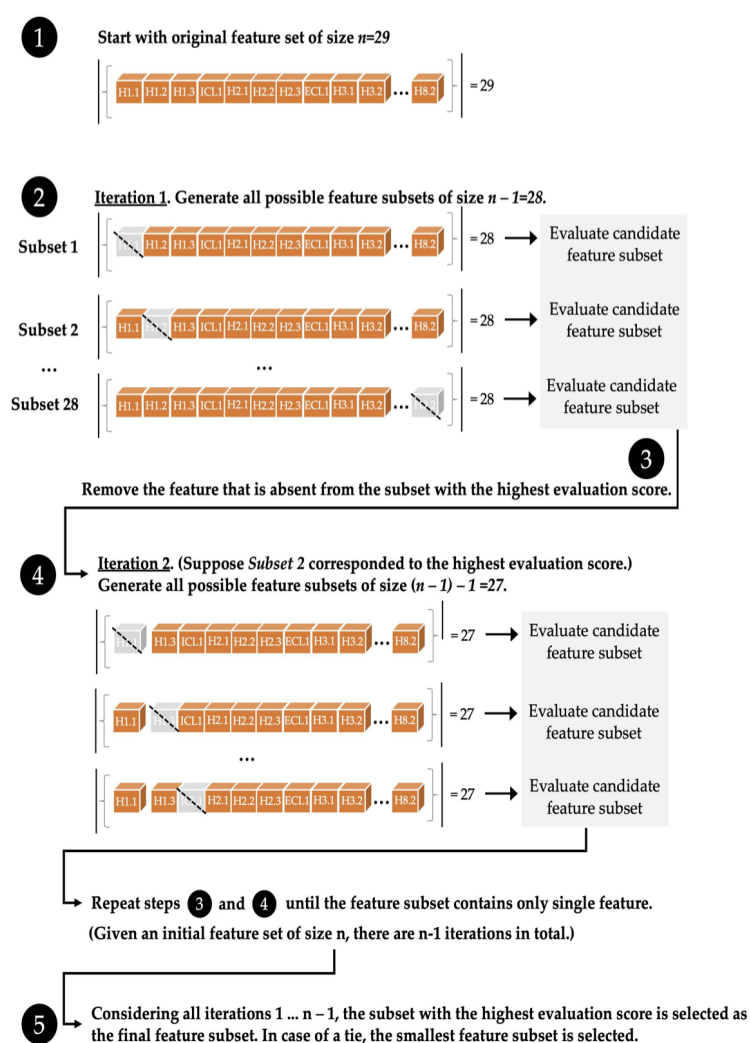 1
Start with original feature set of size n=29
H1.1 H1.2 H1.3 ICL1 H2.1 H2.2 H2.3 ECL1 H3.1 H3.2 ... H8.2 = 29
2
Iteration 1. Generate all possible feature subsets of size n – 1=28.
Subset 1
H1.2 H1.3 ICL1 H2.1 H2.2 H2.3 ECL1 H3.1 H3.2 ... H8.2 = 28
Evaluate candidate
feature subset
Subset 2
H1.1 H1.3 ICL1 H2.1 H2.2 H2.3 ECL1 H3.1 H3.2 ... H8.2 = 28
Evaluate candidate
feature subset
...
...
Subset 28
H1.1 H1.2 H1.3 ICL1 H2.1 H2.2 H2.3 ECL1 H3.1 H3.2 ... = 28
Evaluate candidate
feature subset
3
Remove the feature that is absent from the subset with the highest evaluation score.
4
Iteration 2. (Suppose Subset 2 corresponded to the highest evaluation score.)
Generate all possible feature subsets of size (n – 1) – 1 =27.
H1.3 ICL1 H2.1 H2.2 H2.3 ECL1 H3.1 H3.2 ... H8.2 = 27
Evaluate candidate
feature subset
H1.1 ICL1 H2.1 H2.2 H2.3 ECL1 H3.1 H3.2 ... H8.2 = 27
Evaluate candidate
feature subset
...
H1.1 H1.3 H2.1 H2.2 H2.3 ECL1 H3.1 H3.2 ... H8.2 = 27
Evaluate candidate
feature subset
Repeat steps 3 and 4 until the feature subset contains only single feature.
(Given an initial feature set of size n, there are n-1 iterations in total.)
5
Considering all iterations 1 ... n – 1, the subset with the highest evaluation score is selected as
the final feature subset. In case of a tie, the smallest feature subset is selected.